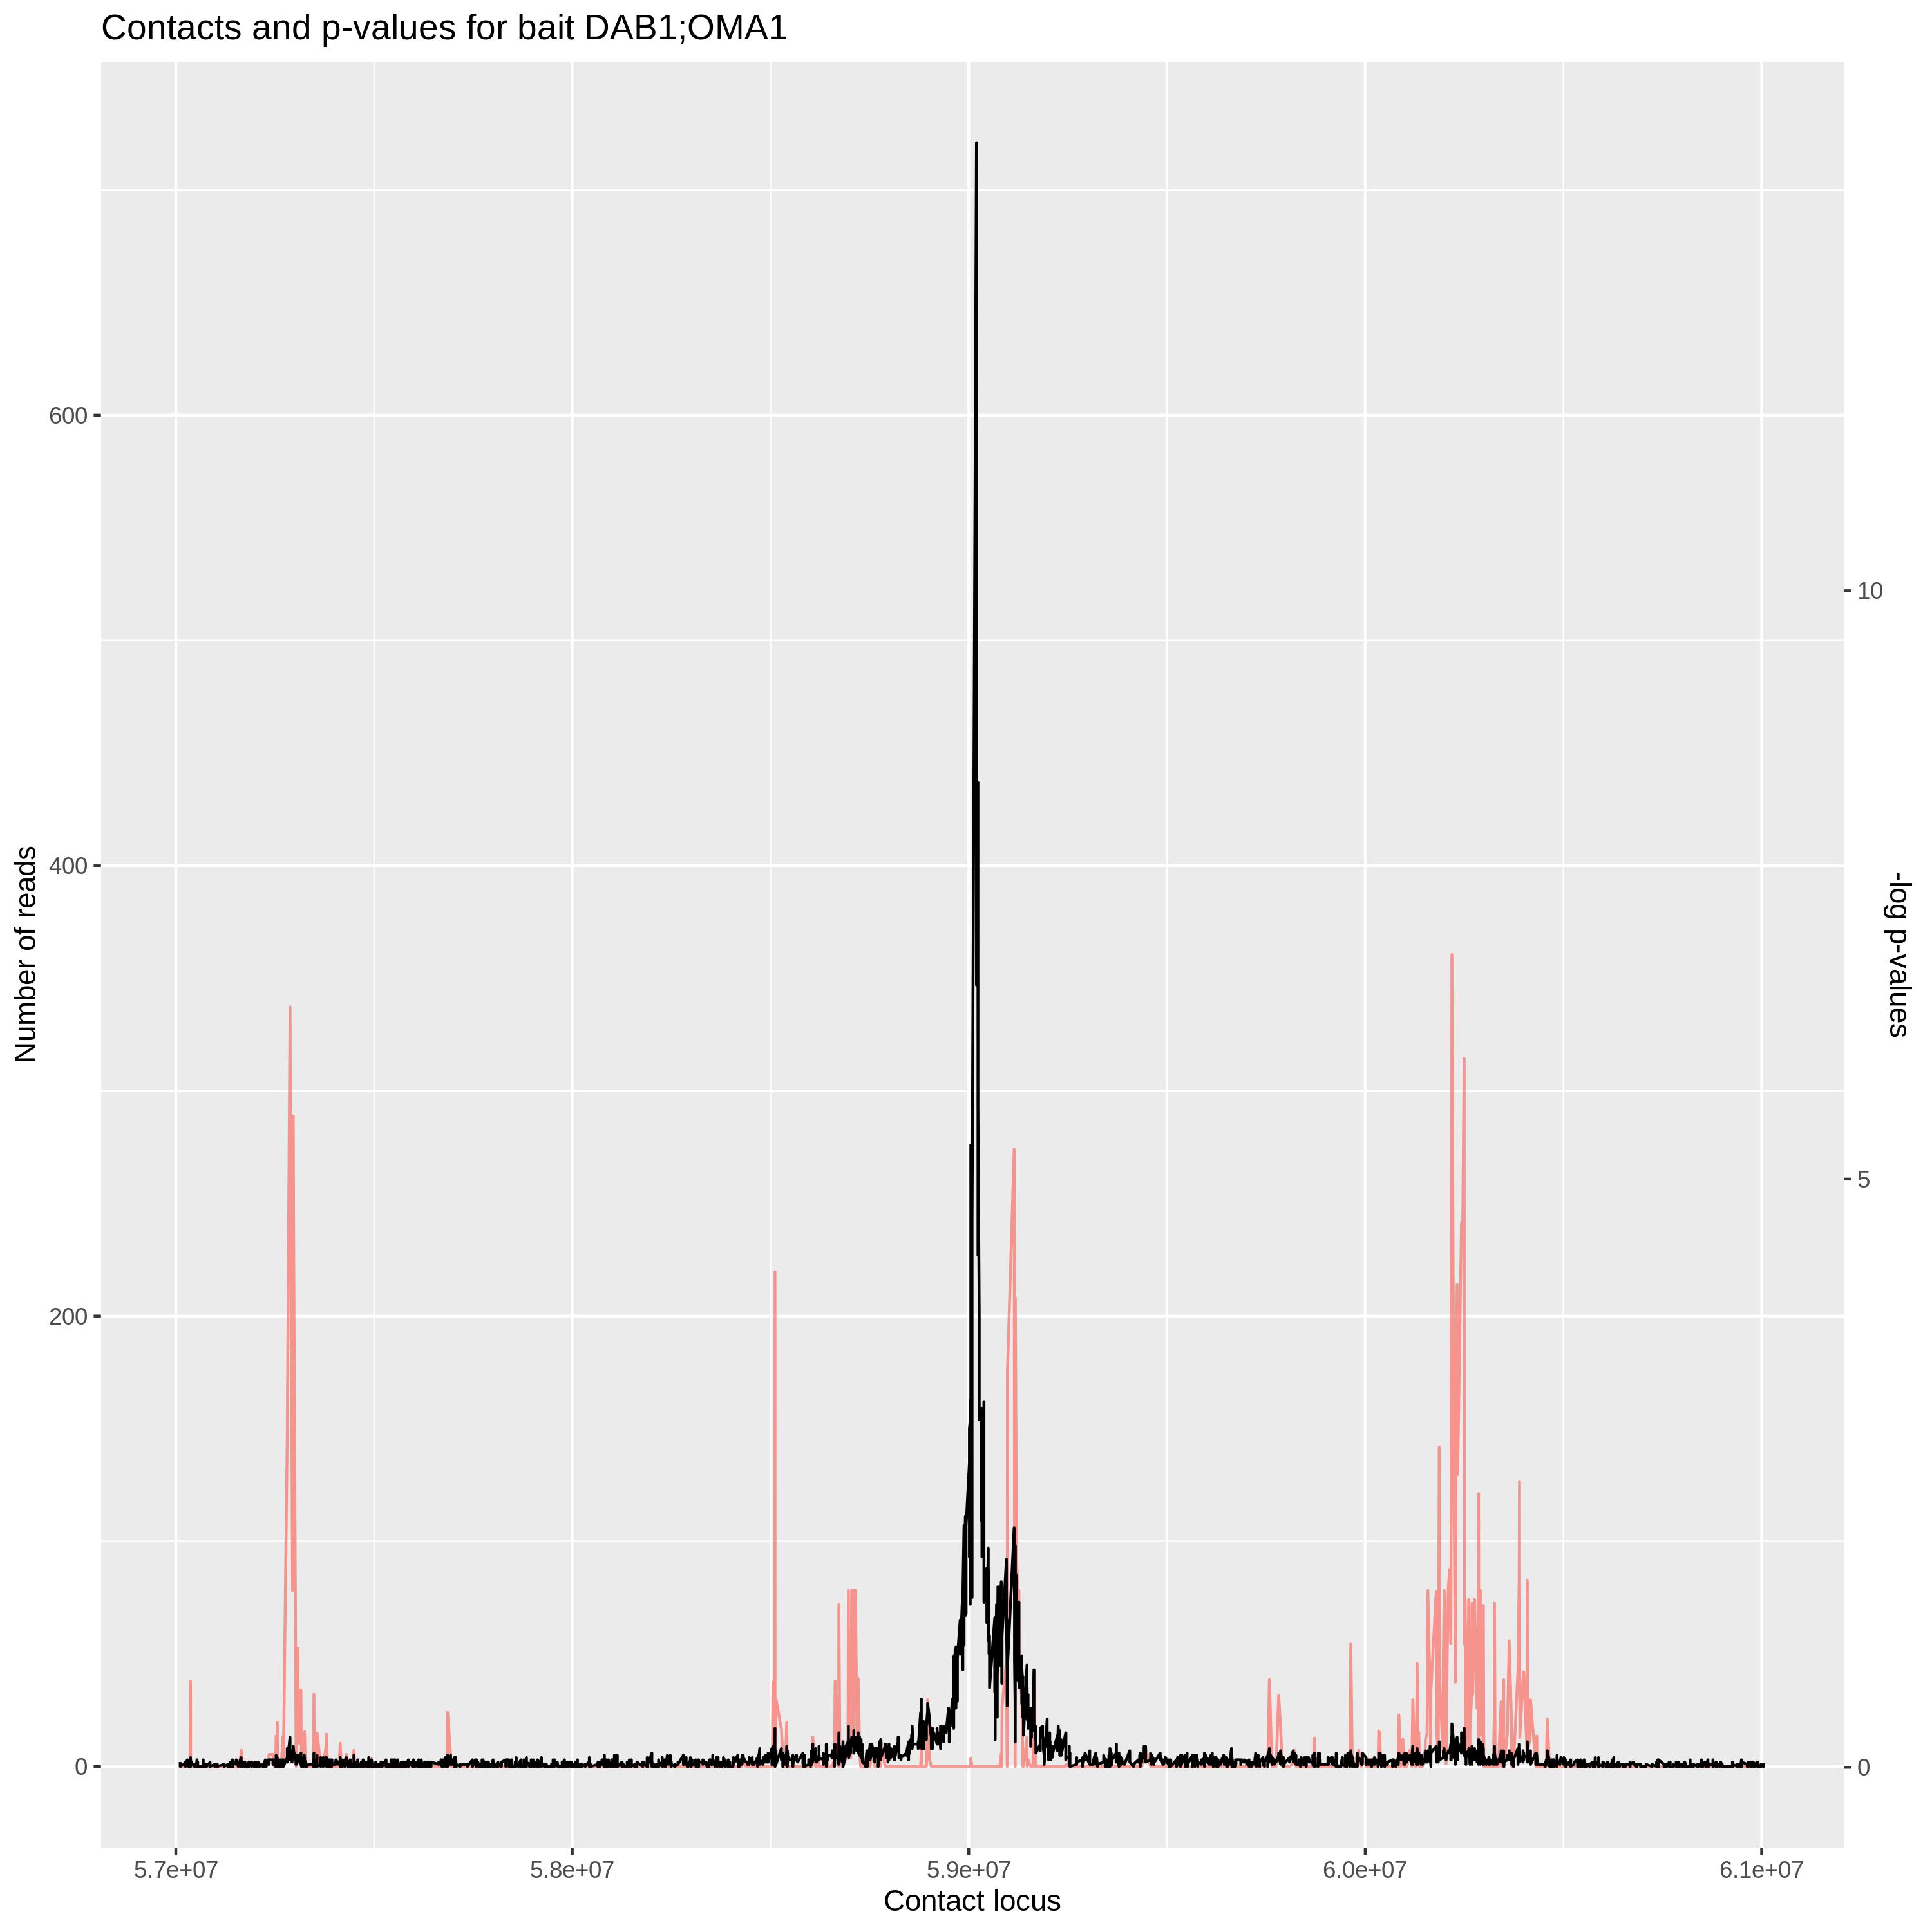 Contacts and p-values for bait DAB1;OMA1
600
400
200
0
Number of reads
10
5
0
-log p-values
5.7e+07
5.8e+07
5.9e+07
6.0e+07
6.1e+07
Contact locus